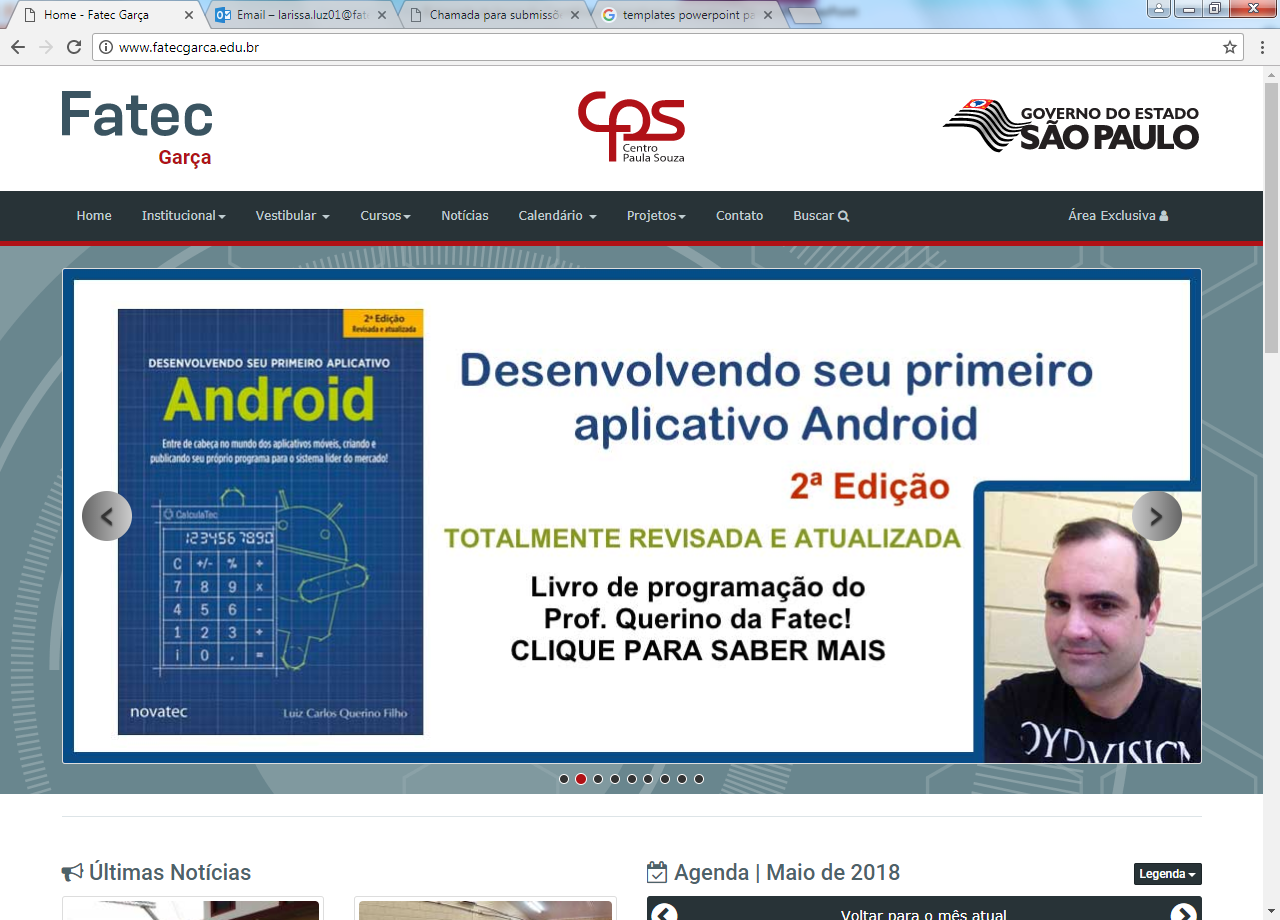 Home - Fatec Garça
Email – larissa.luz01@fate
Chamada para submissõe
templates powerpoint pa
www.fatecgarca.edu.br
Fatec
Garça
CPS
Centro
Paula Souza
GOVERNO DO ESTADO
SÃO PAULO
Home Institucional Vestibular Cursos Notícias Calendário Projetos Contato Buscar Área Exclusiva
2ª Edição
Revisada e atualizada
DESENVOLVENDO SEU PRIMEIRO APLICATIVO
Android
Entre de cabeça no mundo dos aplicativos móveis, criando e
publicando seu próprio programa para o sistema líder do mercado!
CalculaTec
1234567890
C +/- % ÷
7 8 9 x
4 5 6 -
1 2 3 +
i 0 , =
novatec
Luiz Carlos Querino Filho
Desenvolvendo seu primeiro
aplicativo Android
2ª Edição
TOTALMENTE REVISADA E ATUALIZADA
Livro de programação do
Prof. Querino da Fatec!
CLIQUE PARA SABER MAIS
Últimas Notícias
Agenda | Maio de 2018
Legenda
Voltar para o mês atual